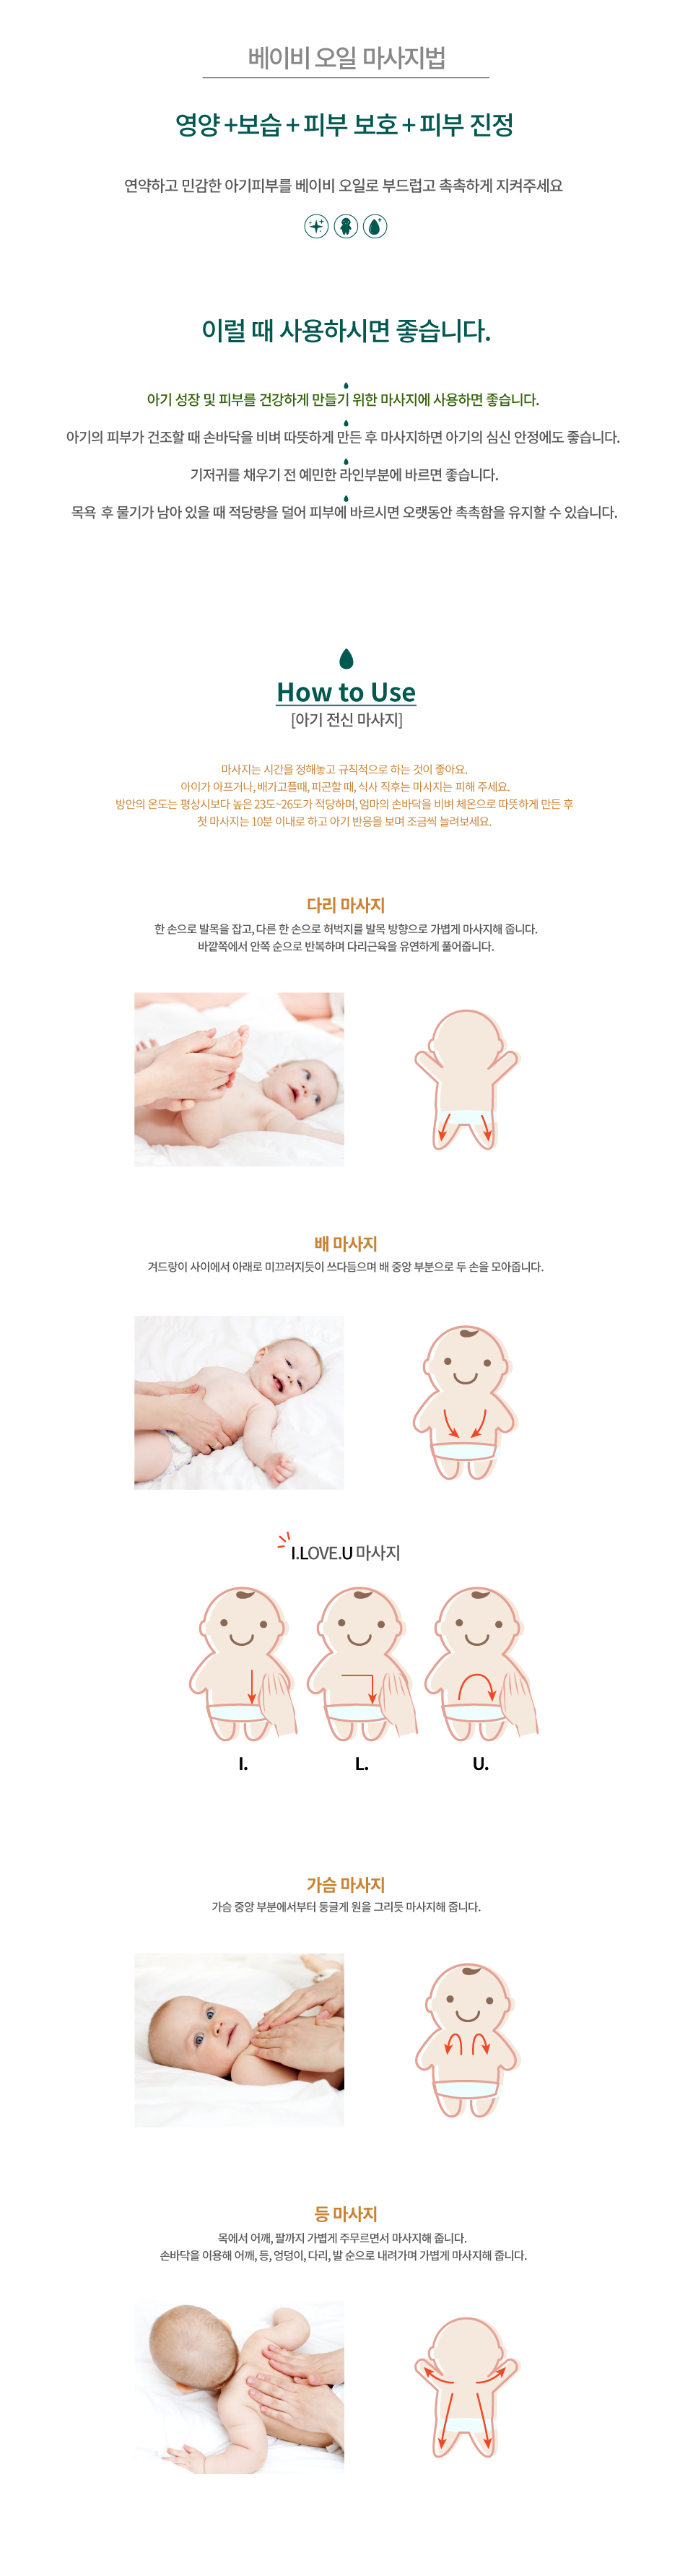 베이비 오일 마사지법
영양+보습+피부 보호+피부 진정
연약하고 민감한 아기피부를 베이비 오일로 부드럽고 촉촉하게 지켜주세요
이럴 때 사용하시면 좋습니다.
아기 성장 및 피부를 건강하게 만들기 위한 마사지에 사용하면 좋습니다.
아기의 피부가 건조할 때 손바닥을 비벼 따뜻하게 만든 후 마사지하면 아기의 심신 안정에도 좋습니다.
기저귀를 채우기 전 예민한 라인부분에 바르면 좋습니다.
목욕 후 물기가 남아 있을 때 적당량을 덜어 피부에 바르시면 오랫동안 촉촉함을 유지할 수 있습니다.
How to Use
[아기 전신 마사지]
마사지는 시간을 정해놓고 규칙적으로 하는 것이 좋아요.
아이가 아프거나, 배가고플때, 피곤할 때, 식사 직후는 마사지는 피해 주세요.
방안의 온도는 평상시보다 높은 23도~26도가 적당하며, 엄마의 손바닥을 비벼 체온으로 따뜻하게 만든 후
첫 마사지는 10분 이내로 하고 아기 반응을 보며 조금씩 늘려보세요.
다리 마사지
한 손으로 발목을 잡고, 다른 한 손으로 허벅지를 발목 방향으로 가볍게 마사지해 줍니다.
바깥쪽에서 안쪽 순으로 반복하며 다리근육을 유연하게 풀어줍니다.
배 마사지
겨드랑이 사이에서 아래로 미끄러지듯이 쓰다듬으며 배 중앙 부분으로 두 손을 모아줍니다.
I.LOVE.U 마사지
I. L. U.
가슴 마사지
가슴 중앙 부분에서부터 둥글게 원을 그리듯 마사지해 줍니다.
등 마사지
목에서 어깨, 팔까지 가볍게 주무르면서 마사지해 줍니다.
손바닥을 이용해 어깨, 등, 엉덩이, 다리, 발 순으로 내려가며 가볍게 마사지해 줍니다.